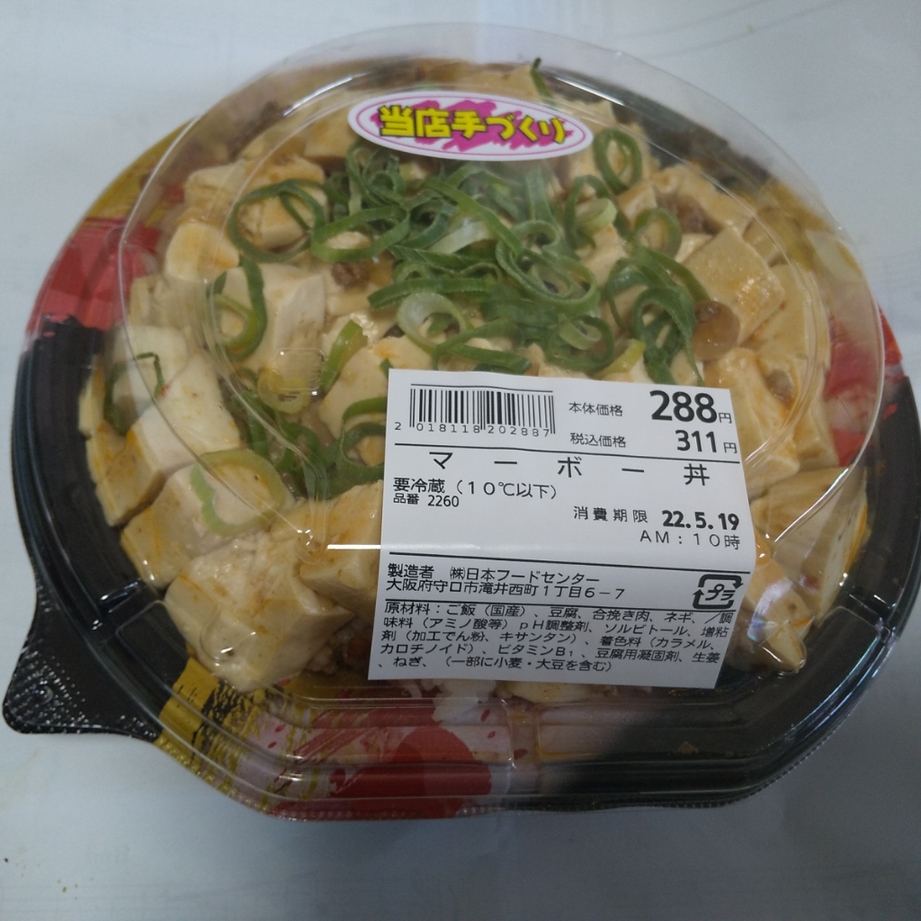 当店手づくり
本体価格 288円
2 018118 202887
税込価格 311円
マーボー丼
要冷蔵（10℃以下）
品番 2260
消費期限 22.5.19
AM：10時
製造者 ㈱日本フードセンター
大阪府守口市滝井西町1丁目6－7
プラ
原材料：ご飯（国産）、豆腐、合挽き肉、ネギ、／調
味料（アミノ酸等）pH調整剤、ソルビトール、増粘
剤（加工でん粉、キサンタン）、着色料（カラメル、
カロチノイド）、ビタミンB₁、豆腐用凝固剤、生姜
、ねぎ、（一部に小麦・大豆を含む）